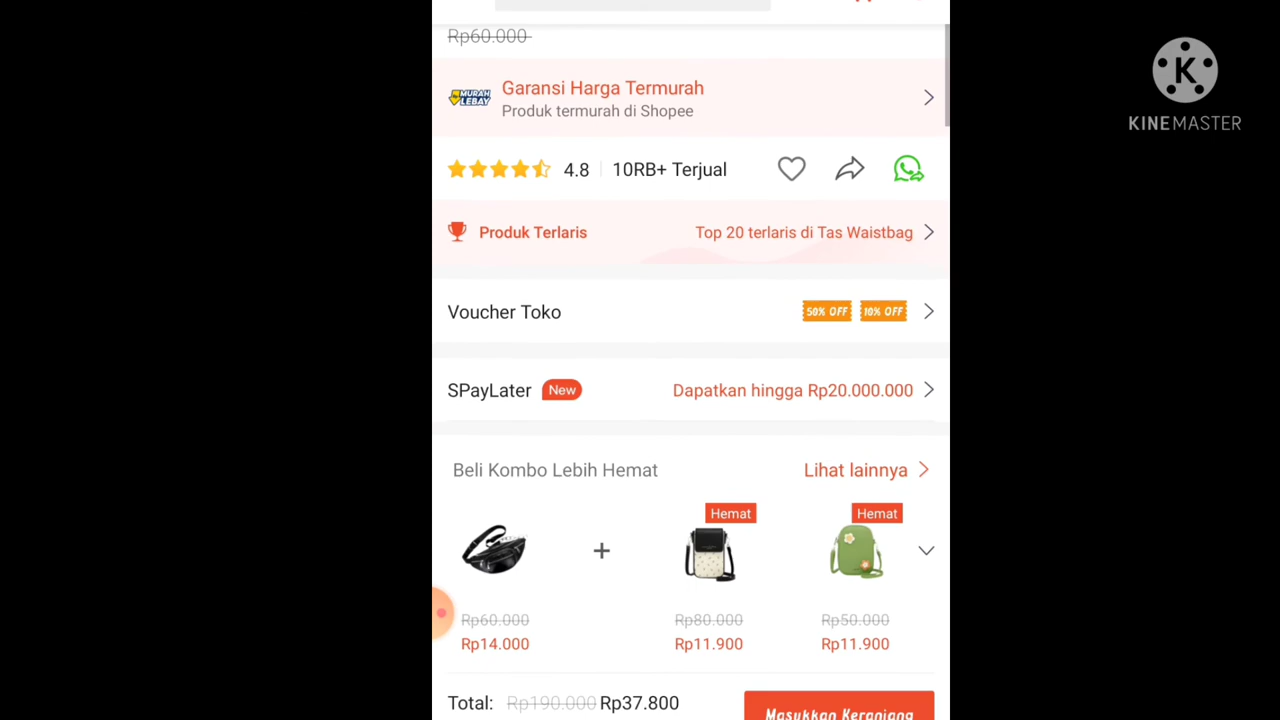 Rp60.000
MURAH
LEBAY
Garansi Harga Termurah
Produk termurah di Shopee
4.8
10RB+ Terjual
Produk Terlaris
Top 20 terlaris di Tas Waistbag
Voucher Toko
50% OFF
10% OFF
SPayLater
New
Dapatkan hingga Rp20.000.000
Beli Kombo Lebih Hemat
Lihat lainnya
Hemat
Hemat
+
Rp60.000
Rp80.000
Rp50.000
Rp14.000
Rp11.900
Rp11.900
Total: Rp190.000 Rp37.800
Masukkan Keranjang
K
KINEMASTER